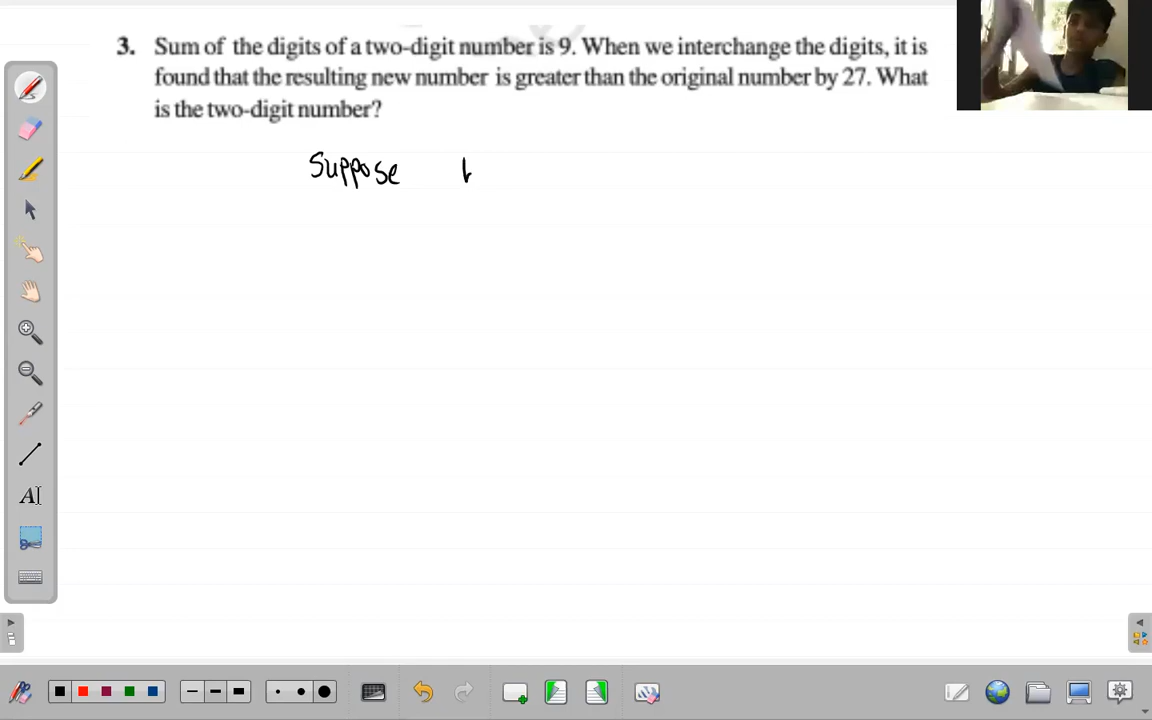 3. Sum of the digits of a two-digit number is 9. When we interchange the digits, it is
found that the resulting new number is greater than the original number by 27. What
is the two-digit number?
Suppose